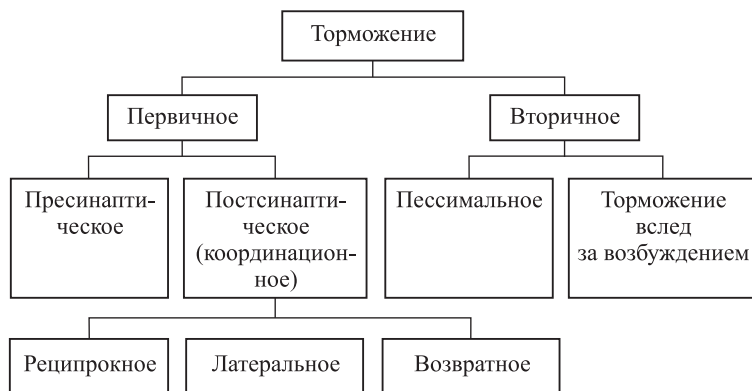 Торможение
Первичное
Вторичное
Пресинапти-
ческое
Постсинапти-
ческое
(координацион-
ное)
Пессимальное
Торможение
вслед
за возбуждением
Реципрокное
Латеральное
Возвратное